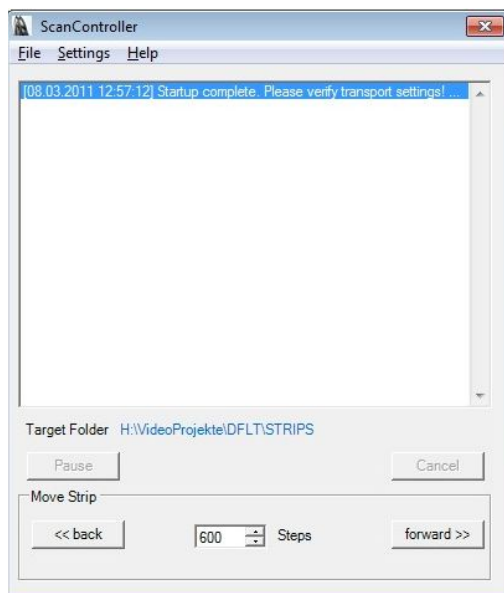 ScanController
File Settings Help
[08.03.2011 12:57:12] Startup complete. Please verify transport settings! ...
Target Folder H:\VideoProjekte\DFLT\STRIPS
Pause Cancel
Move Strip
<< back 600 Steps forward >>